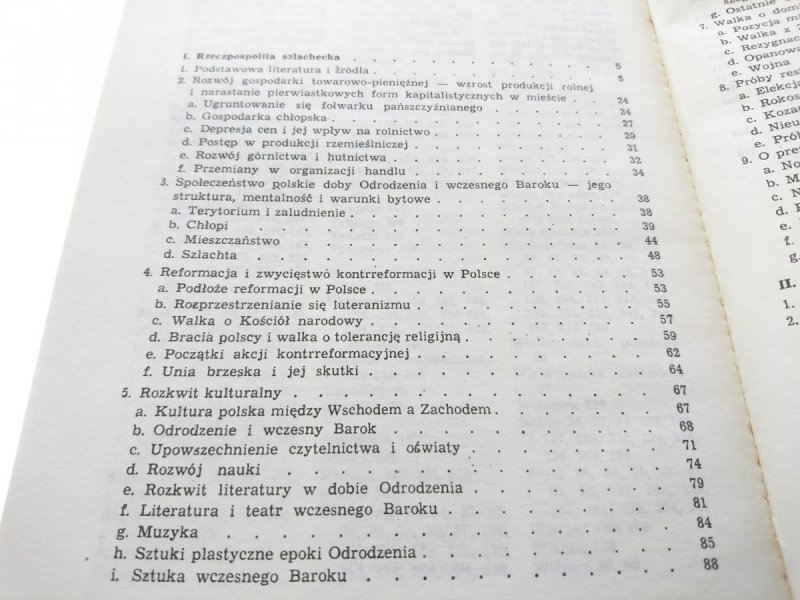 I. Rzeczpospolita szlachecka . . . . . . . . . 5
1. Podstawowa literatura i źródła . . . . . . . . 5
2. Rozwój gospodarki towarowo-pieniężnej — wzrost produkcji rolnej
i narastanie pierwiastkowych form kapitalistycznych w mieście . . . 24
a. Ugruntowanie się folwarku pańszczyźnianego . . . . . 24
b. Gospodarka chłopska . . . . . . . . . 27
c. Depresja cen i jej wpływ na rolnictwo . . . . . . 29
d. Postęp w produkcji rzemieślniczej . . . . . . . 31
e. Rozwój górnictwa i hutnictwa . . . . . . . . 32
f. Przemiany w organizacji handlu . . . . . . . 34
3. Społeczeństwo polskie doby Odrodzenia i wczesnego Baroku — jego
struktura, mentalność i warunki bytowe . . . . . . . 38
a. Terytorium i zaludnienie . . . . . . . . . 38
b. Chłopi . . . . . . . . . . . . 39
c. Mieszczaństwo . . . . . . . . . . 44
d. Szlachta . . . . . . . . . . . 48
4. Reformacja i zwycięstwo kontrreformacji w Polsce . . . . . 53
a. Podłoże reformacji w Polsce . . . . . . . . 53
b. Rozprzestrzenianie się luteranizmu . . . . . . . 55
c. Walka o Kościół narodowy . . . . . . . . 57
d. Bracia polscy i walka o tolerancję religijną . . . . . . 59
e. Początki akcji kontrreformacyjnej . . . . . . . 62
f. Unia brzeska i jej skutki . . . . . . . . . 64
5. Rozkwit kulturalny . . . . . . . . . . 67
a. Kultura polska między Wschodem a Zachodem . . . . . 67
b. Odrodzenie i wczesny Barok . . . . . . . . 68
c. Upowszechnienie czytelnictwa i oświaty . . . . . . 71
d. Rozwój nauki . . . . . . . . . . . 74
e. Rozkwit literatury w dobie Odrodzenia . . . . . . 79
f. Literatura i teatr wczesnego Baroku . . . . . . . 81
g. Muzyka . . . . . . . . . . . . 84
h. Sztuki plastyczne epoki Odrodzenia . . . . . . . 85
i. Sztuka wczesnego Baroku . . . . . . . . . 88
g. Ostatnie
7. Walka o
a. Pozycja
b. Walka z
c.
d.
e. Wojna
8. Próby
a. Elekcja
b. Rokos
c.
d.
e.
9. O
a.
b.
c.
d.
e.
f.
g.
II.
1.
2.